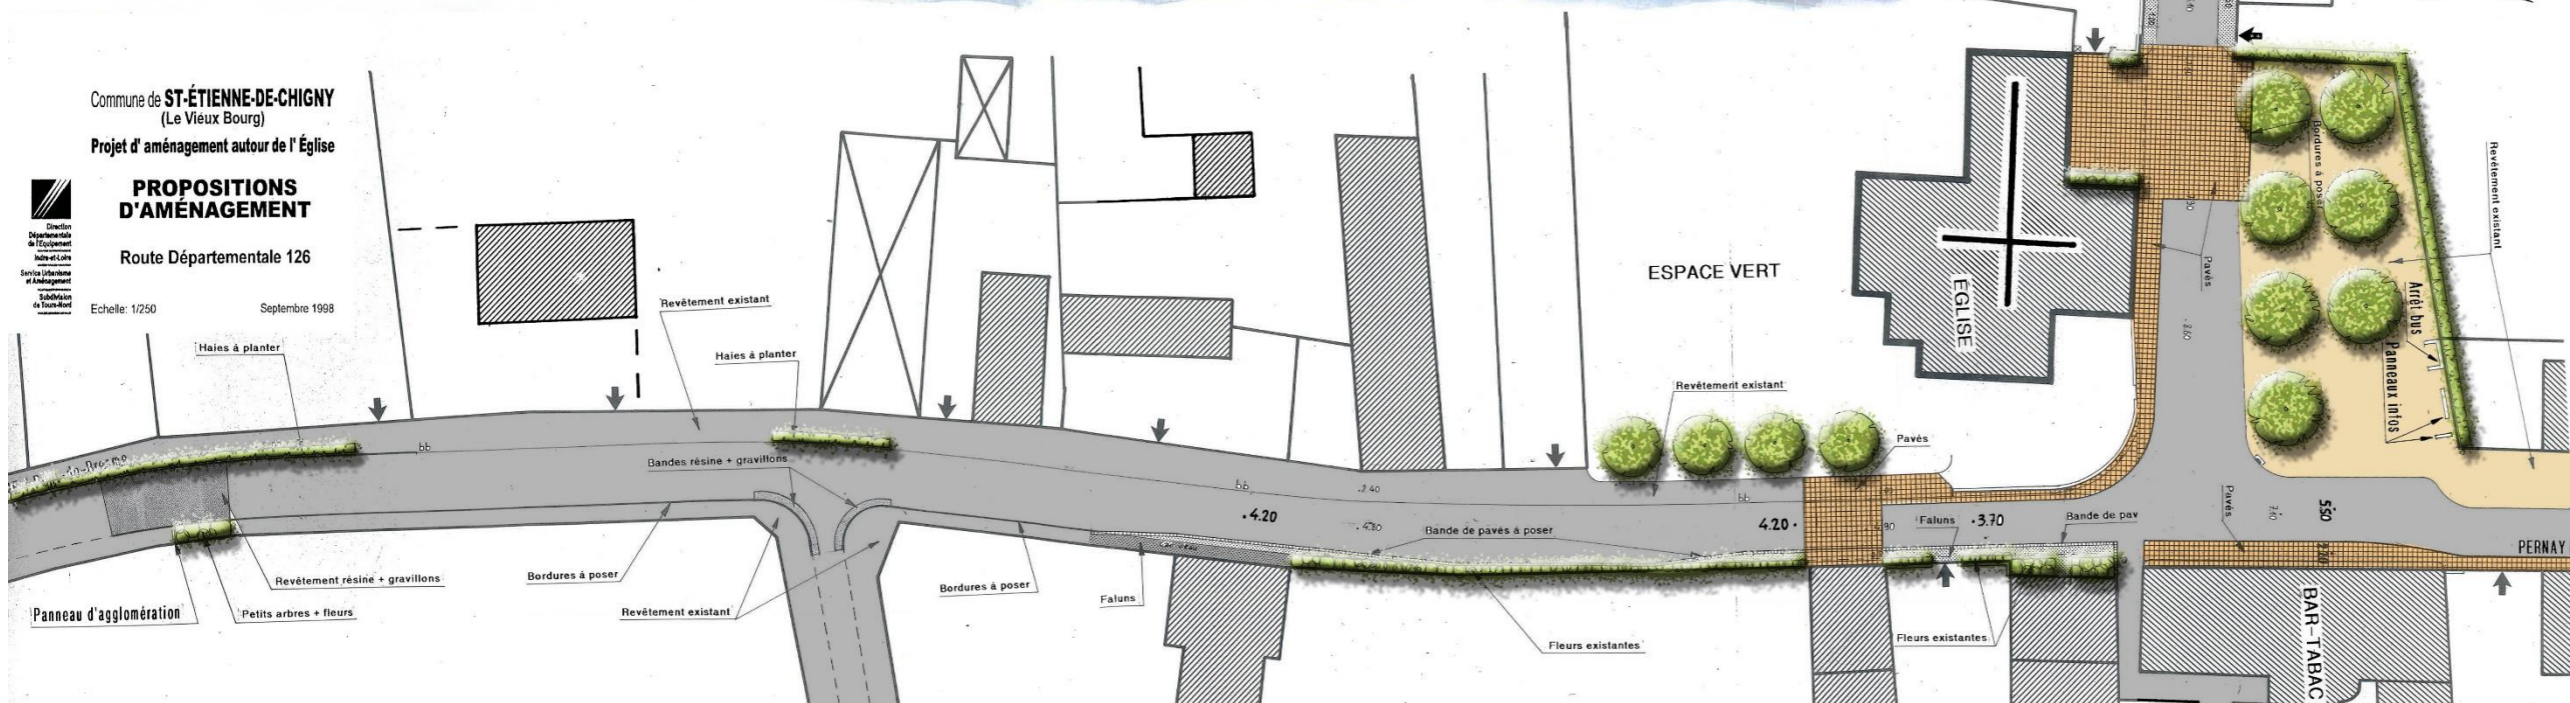 Commune de ST-ÉTIENNE-DE-CHIGNY
(Le Vieux Bourg)
Projet d' aménagement autour de l' Église
PROPOSITIONS
D'AMÉNAGEMENT
Route Départementale 126
Direction
Départementale
de l'Equipement
Indre-et-Loire
Service Urbanisme
et Aménagement
Subdivision
de Tours-Nord
Echelle: 1/250
Septembre 1998
Haies à planter
Revêtement existant
Haies à planter
bb
Bandes résine + gravillons
Revêtement résine + gravillons
Panneau d'agglomération
Petits arbres + fleurs
Bordures à poser
Revêtement existant
Bordures à poser
Faluns
bb
.2.40
.4.20
.4.80
Bande de pavés à poser
Fleurs existantes
ESPACE VERT
Revêtement existant
bb
4.20.
Pavés
ÉGLISE
Faluns
.3.70
Bande de pav
Fleurs existantes
Bordures à poser
Pavés
Revêtement existant
Arrêt bus
Panneaux infos
Pavés
5.50
PERNAY
BAR-TABAC